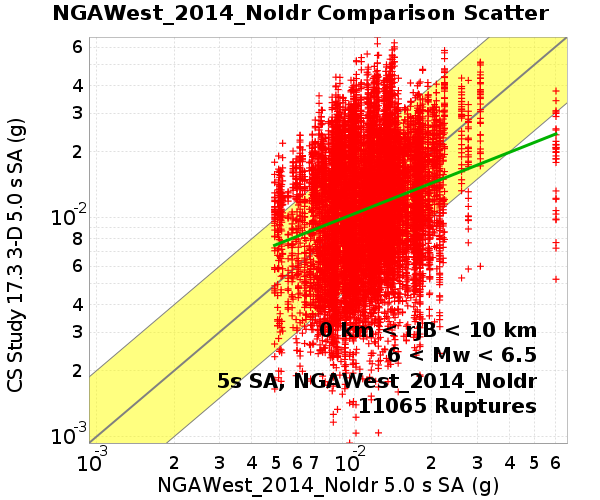 NGAWest_2014_NoIdr Comparison Scatter
CS Study 17.3 3-D 5.0 s SA (g)
6
4
3
2
10-2
8
6
4
3
2
10-3
0 km < rJB < 10 km
6 < Mw < 6.5
5s SA, NGAWest_2014_NoIdr
11065 Ruptures
10-3 2 3 4 5 6 7 10-2 2 3 4 5 6
NGAWest_2014_NoIdr 5.0 s SA (g)